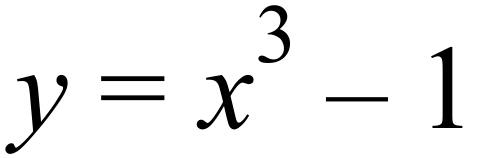 y = x³ − 1